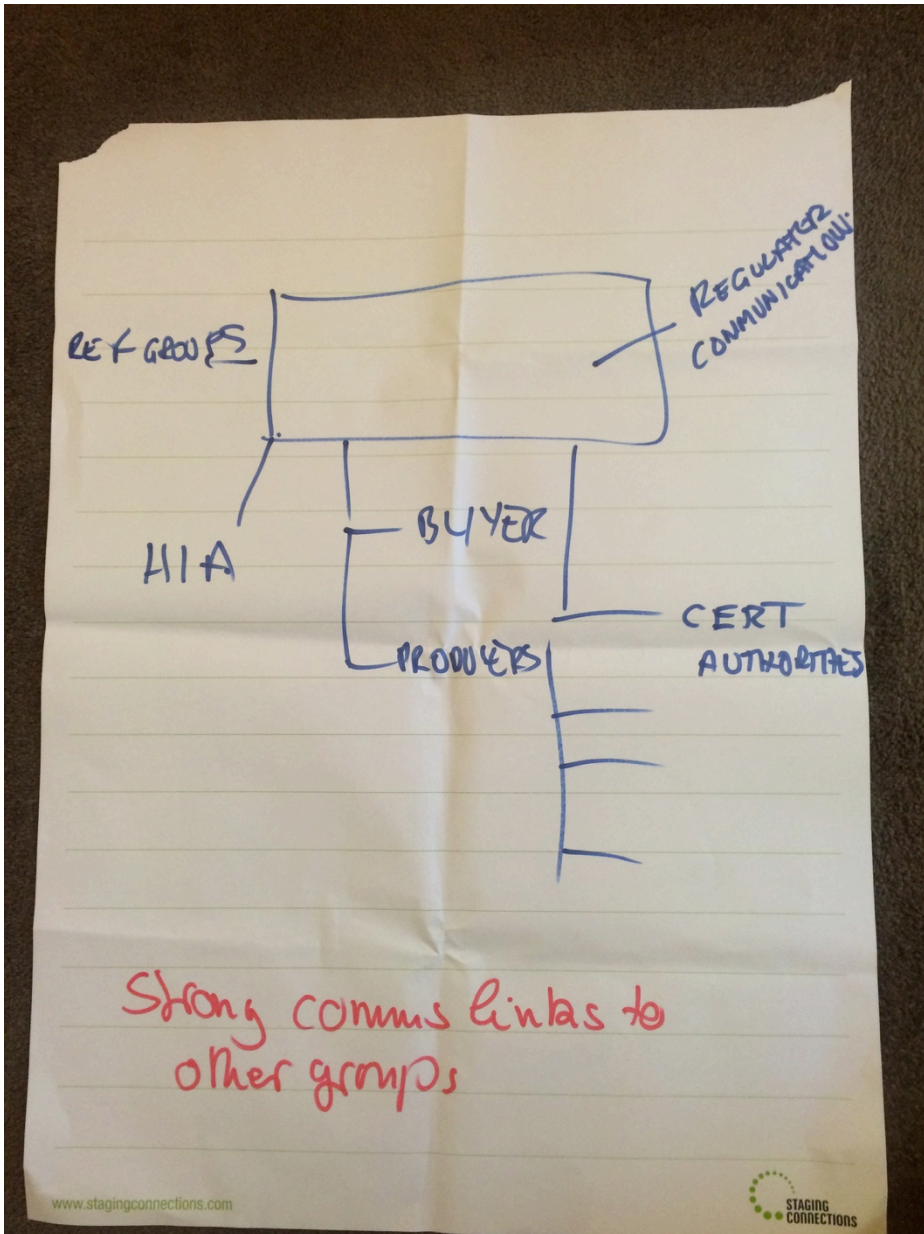 REGULATER
COMMUNICATION.
REF GROUPS
BUYER
HIA
CERT
AUTHORITIES
PRODUCERS
Strong comms links to
other groups
www.stagingconnections.com
STAGING
CONNECTIONS